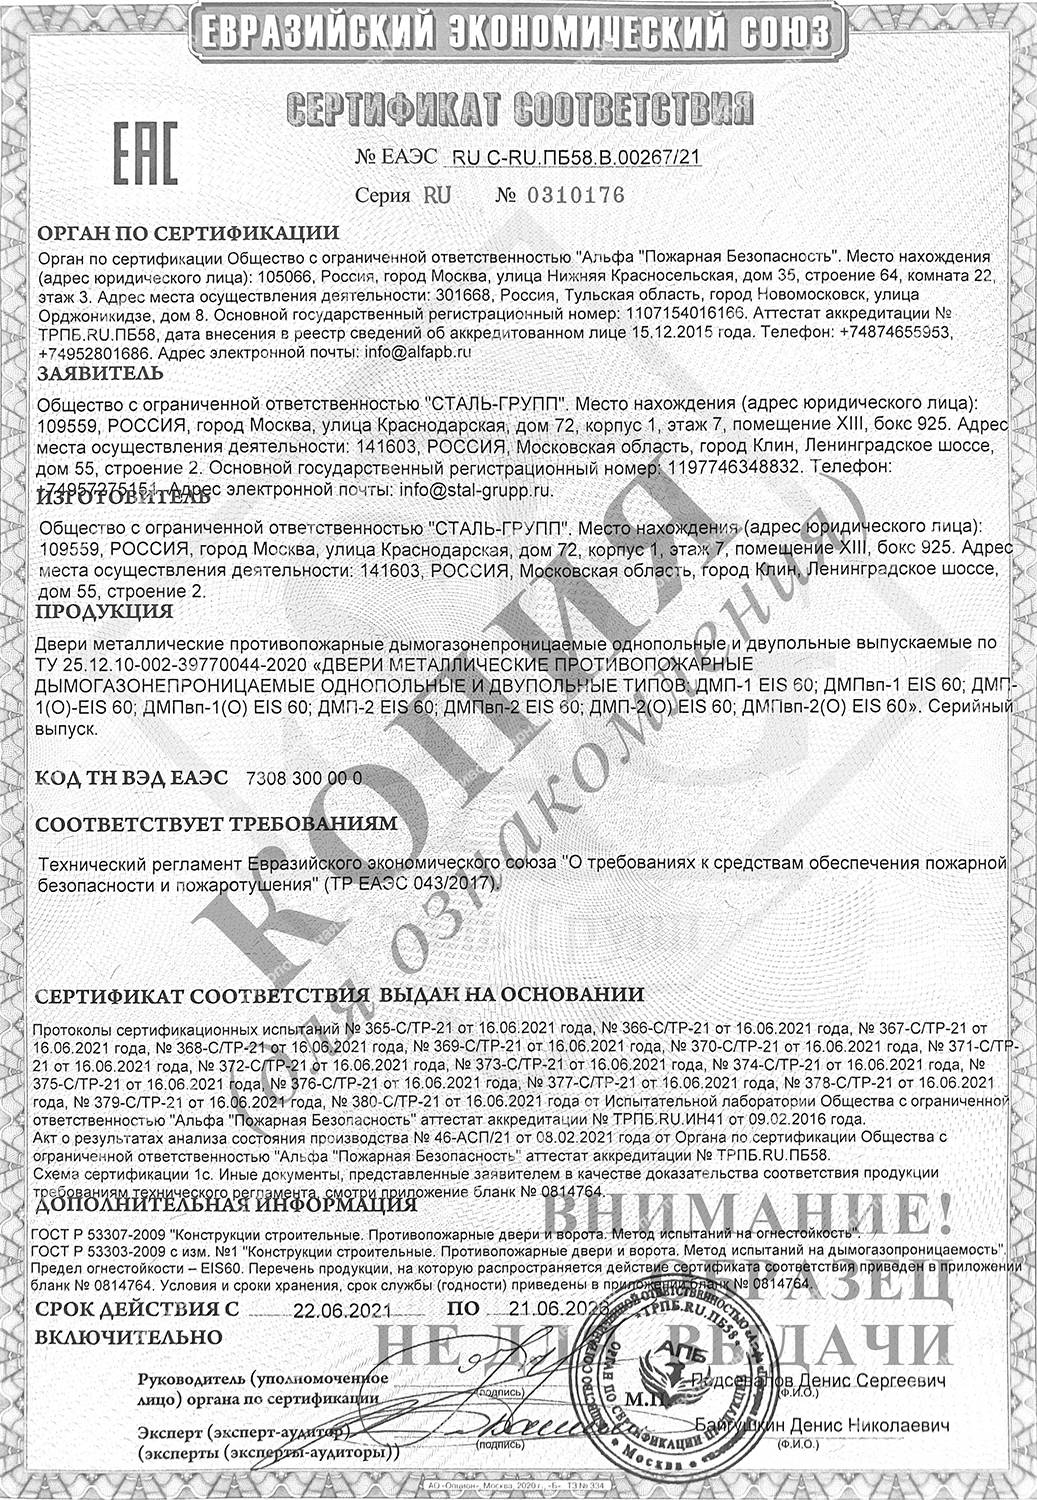 ЕВРАЗИЙСКИЙ ЭКОНОМИЧЕСКИЙ СОЮЗ
СЕРТИФИКАТ СООТВЕТСТВИЯ
EAC
№ ЕАЭС RU C-RU.ПБ58.В.00267/21
Серия RU № 0310176
ОРГАН ПО СЕРТИФИКАЦИИ
Орган по сертификации Общество с ограниченной ответственностью "Альфа "Пожарная Безопасность". Место нахождения
(адрес юридического лица): 105066, Россия, город Москва, улица Нижняя Красносельская, дом 35, строение 64, комната 22,
этаж 3. Адрес места осуществления деятельности: 301668, Россия, Тульская область, город Новомосковск, улица
Орджоникидзе, дом 8. Основной государственный регистрационный номер: 1107154016166. Аттестат аккредитации №
ТРПБ.RU.ПБ58, дата внесения в реестр сведений об аккредитованном лице 15.12.2015 года. Телефон: +74874655953,
+74952801686. Адрес электронной почты: info@alfapb.ru
ЗАЯВИТЕЛЬ
Общество с ограниченной ответственностью "СТАЛЬ-ГРУПП". Место нахождения (адрес юридического лица):
109559, РОССИЯ, город Москва, улица Краснодарская, дом 72, корпус 1, этаж 7, помещение XIII, бокс 925. Адрес
места осуществления деятельности: 141603, РОССИЯ, Московская область, город Клин, Ленинградское шоссе,
дом 55, строение 2. Основной государственный регистрационный номер: 1197746348832. Телефон:
+74957275151. Адрес электронной почты: info@stal-grupp.ru.
ИЗГОТОВИТЕЛЬ
Общество с ограниченной ответственностью "СТАЛЬ-ГРУПП". Место нахождения (адрес юридического лица):
109559, РОССИЯ, город Москва, улица Краснодарская, дом 72, корпус 1, этаж 7, помещение XIII, бокс 925. Адрес
места осуществления деятельности: 141603, РОССИЯ, Московская область, город Клин, Ленинградское шоссе,
дом 55, строение 2.
ПРОДУКЦИЯ
Двери металлические противопожарные дымогазонепроницаемые однопольные и двупольные выпускаемые по
ТУ 25.12.10-002-39770044-2020 «ДВЕРИ МЕТАЛЛИЧЕСКИЕ ПРОТИВОПОЖАРНЫЕ
ДЫМОГАЗОНЕПРОНИЦАЕМЫЕ ОДНОПОЛЬНЫЕ И ДВУПОЛЬНЫЕ ТИПОВ: ДМП-1 EIS 60; ДМПвп-1 EIS 60; ДМП-
1(О)-EIS 60; ДМПвп-1(О) EIS 60; ДМП-2 EIS 60; ДМПвп-2 EIS 60; ДМП-2(О) EIS 60; ДМПвп-2(О) EIS 60». Серийный
выпуск.
КОД ТН ВЭД ЕАЭС 7308 300 00 0
СООТВЕТСТВУЕТ ТРЕБОВАНИЯМ
Технический регламент Евразийского экономического союза "О требованиях к средствам обеспечения пожарной
безопасности и пожаротушения" (ТР ЕАЭС 043/2017).
КОПИЯ
(для ознакомления)
СЕРТИФИКАТ СООТВЕТСТВИЯ ВЫДАН НА ОСНОВАНИИ
Протоколы сертификационных испытаний № 365-С/ТР-21 от 16.06.2021 года, № 366-С/ТР-21 от 16.06.2021 года, № 367-С/ТР-21 от
16.06.2021 года, № 368-С/ТР-21 от 16.06.2021 года, № 369-С/ТР-21 от 16.06.2021 года, № 370-С/ТР-21 от 16.06.2021 года, № 371-С/ТР-
21 от 16.06.2021 года, № 372-С/ТР-21 от 16.06.2021 года, № 373-С/ТР-21 от 16.06.2021 года, № 374-С/ТР-21 от 16.06.2021 года, №
375-С/ТР-21 от 16.06.2021 года, № 376-С/ТР-21 от 16.06.2021 года, № 377-С/ТР-21 от 16.06.2021 года, № 378-С/ТР-21 от 16.06.2021
года, № 379-С/ТР-21 от 16.06.2021 года, № 380-С/ТР-21 от 16.06.2021 года от Испытательной лаборатории Общества с ограниченной
ответственностью "Альфа "Пожарная Безопасность" аттестат аккредитации № ТРПБ.RU.ИН41 от 09.02.2016 года.
Акт о результатах анализа состояния производства № 46-АСП/21 от 08.02.2021 года от Органа по сертификации Общества с
ограниченной ответственностью "Альфа "Пожарная Безопасность" аттестат аккредитации № ТРПБ.RU.ПБ58.
Схема сертификации 1с. Иные документы, представленные заявителем в качестве доказательства соответствия продукции
требованиям технического регламента, смотри приложение бланк № 0814764.
ДОПОЛНИТЕЛЬНАЯ ИНФОРМАЦИЯ
ВНИМАНИЕ!
ГОСТ Р 53307-2009 "Конструкции строительные. Противопожарные двери и ворота. Метод испытаний на огнестойкость".
ГОСТ Р 53303-2009 с изм. №1 "Конструкции строительные. Противопожарные двери и ворота. Метод испытаний на дымогазопроницаемость".
Предел огнестойкости – EIS60. Перечень продукции, на которую распространяется действие сертификата соответствия приведен в приложении
бланк № 0814764. Условия и сроки хранения, срок службы (годности) приведены в приложении бланк № 0814764.
ОБРАЗЕЦ
СРОК ДЕЙСТВИЯ С 22.06.2021 ПО 21.06.2026
ВКЛЮЧИТЕЛЬНО
НЕ ДЛЯ ВЫДАЧИ
Руководитель (уполномоченное
лицо) органа по сертификации
(подпись)
М.П.
Подсевалов Денис Сергеевич
(Ф.И.О.)
Эксперт (эксперт-аудитор)
(эксперты (эксперты-аудиторы))
(подпись)
Байгушкин Денис Николаевич
(Ф.И.О.)
ТРПБ.RU.ПБ58
АПБ
ОРГАН ПО СЕРТИФИКАЦИИ ПРОДУКЦИИ
Москва
АО «Опцион», Москва, 2020 г., «Б» ТЗ № 334